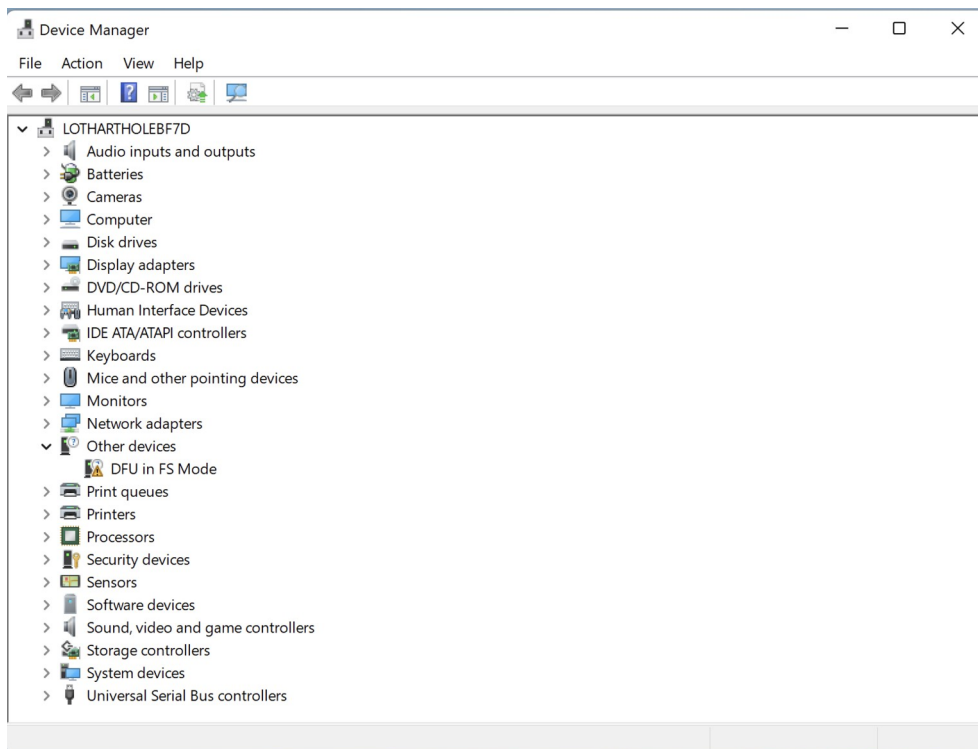 Device Manager
File Action View Help
LOTHARTHOLEBF7D
Audio inputs and outputs
Batteries
Cameras
Computer
Disk drives
Display adapters
DVD/CD-ROM drives
Human Interface Devices
IDE ATA/ATAPI controllers
Keyboards
Mice and other pointing devices
Monitors
Network adapters
Other devices
DFU in FS Mode
Print queues
Printers
Processors
Security devices
Sensors
Software devices
Sound, video and game controllers
Storage controllers
System devices
Universal Serial Bus controllers